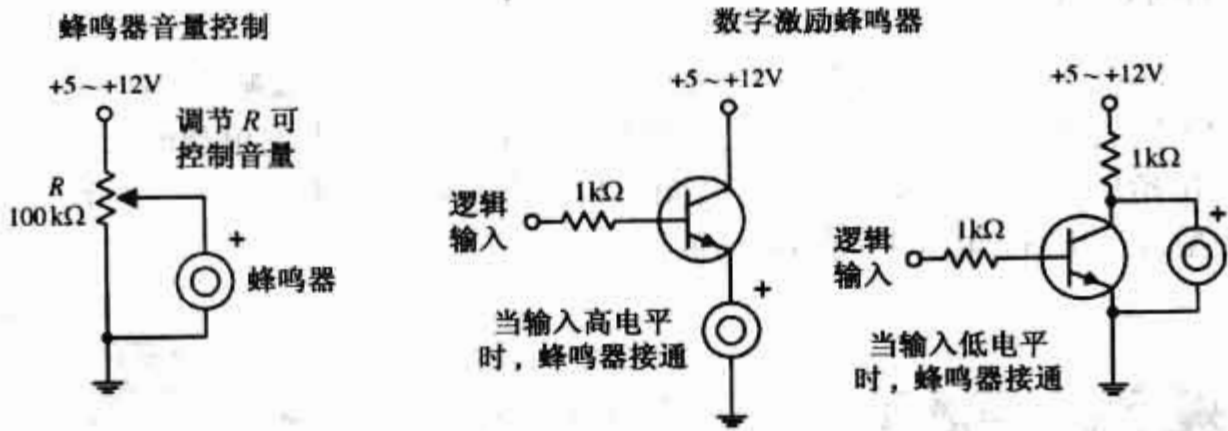 蜂鸣器音量控制
+5~+12V
调节 R 可
控制音量
R
100kΩ
+
蜂鸣器
数字激励蜂鸣器
+5~+12V
1kΩ
逻辑
输入
+
当输入高电平
时，蜂鸣器接通
+5~+12V
1kΩ
1kΩ
逻辑
输入
+
当输入低电平
时，蜂鸣器接通